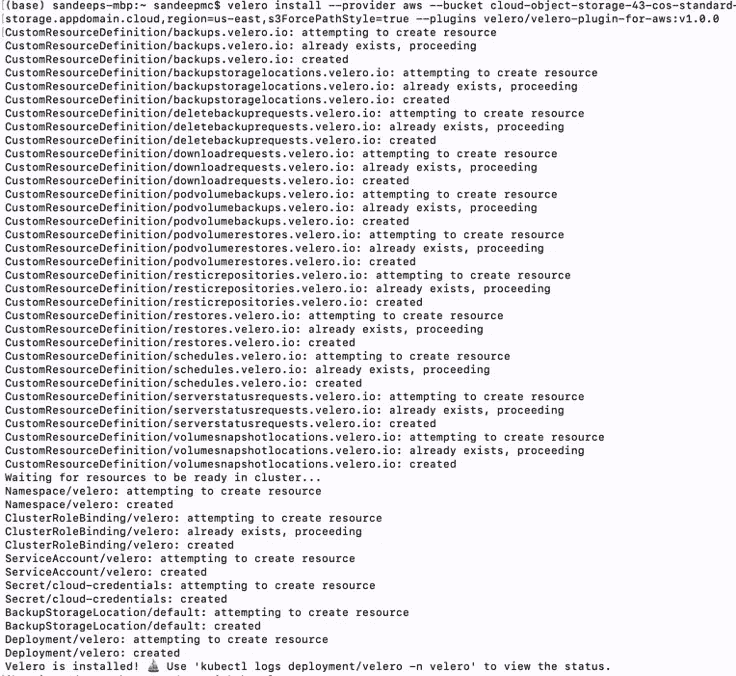 (base) sandeeps-mbp:~ sandeepmc$ velero install --provider aws --bucket cloud-object-storage-43-cos-standard-
storage.appdomain.cloud,region=us-east,s3ForcePathStyle=true --plugins velero/velero-plugin-for-aws:v1.0.0
CustomResourceDefinition/backups.velero.io: attempting to create resource
CustomResourceDefinition/backups.velero.io: already exists, proceeding
CustomResourceDefinition/backups.velero.io: created
CustomResourceDefinition/backupstoragelocations.velero.io: attempting to create resource
CustomResourceDefinition/backupstoragelocations.velero.io: already exists, proceeding
CustomResourceDefinition/backupstoragelocations.velero.io: created
CustomResourceDefinition/deletebackuprequests.velero.io: attempting to create resource
CustomResourceDefinition/deletebackuprequests.velero.io: already exists, proceeding
CustomResourceDefinition/deletebackuprequests.velero.io: created
CustomResourceDefinition/downloadrequests.velero.io: attempting to create resource
CustomResourceDefinition/downloadrequests.velero.io: already exists, proceeding
CustomResourceDefinition/downloadrequests.velero.io: created
CustomResourceDefinition/podvolumebackups.velero.io: attempting to create resource
CustomResourceDefinition/podvolumebackups.velero.io: already exists, proceeding
CustomResourceDefinition/podvolumebackups.velero.io: created
CustomResourceDefinition/podvolumerestores.velero.io: attempting to create resource
CustomResourceDefinition/podvolumerestores.velero.io: already exists, proceeding
CustomResourceDefinition/podvolumerestores.velero.io: created
CustomResourceDefinition/resticrepositories.velero.io: attempting to create resource
CustomResourceDefinition/resticrepositories.velero.io: already exists, proceeding
CustomResourceDefinition/resticrepositories.velero.io: created
CustomResourceDefinition/restores.velero.io: attempting to create resource
CustomResourceDefinition/restores.velero.io: already exists, proceeding
CustomResourceDefinition/restores.velero.io: created
CustomResourceDefinition/schedules.velero.io: attempting to create resource
CustomResourceDefinition/schedules.velero.io: already exists, proceeding
CustomResourceDefinition/schedules.velero.io: created
CustomResourceDefinition/serverstatusrequests.velero.io: attempting to create resource
CustomResourceDefinition/serverstatusrequests.velero.io: already exists, proceeding
CustomResourceDefinition/serverstatusrequests.velero.io: created
CustomResourceDefinition/volumesnapshotlocations.velero.io: attempting to create resource
CustomResourceDefinition/volumesnapshotlocations.velero.io: already exists, proceeding
CustomResourceDefinition/volumesnapshotlocations.velero.io: created
Waiting for resources to be ready in cluster...
Namespace/velero: attempting to create resource
Namespace/velero: created
ClusterRoleBinding/velero: attempting to create resource
ClusterRoleBinding/velero: already exists, proceeding
ClusterRoleBinding/velero: created
ServiceAccount/velero: attempting to create resource
ServiceAccount/velero: created
Secret/cloud-credentials: attempting to create resource
Secret/cloud-credentials: created
BackupStorageLocation/default: attempting to create resource
BackupStorageLocation/default: created
Deployment/velero: attempting to create resource
Deployment/velero: created
Velero is installed! ⛵ Use 'kubectl logs deployment/velero -n velero' to view the status.